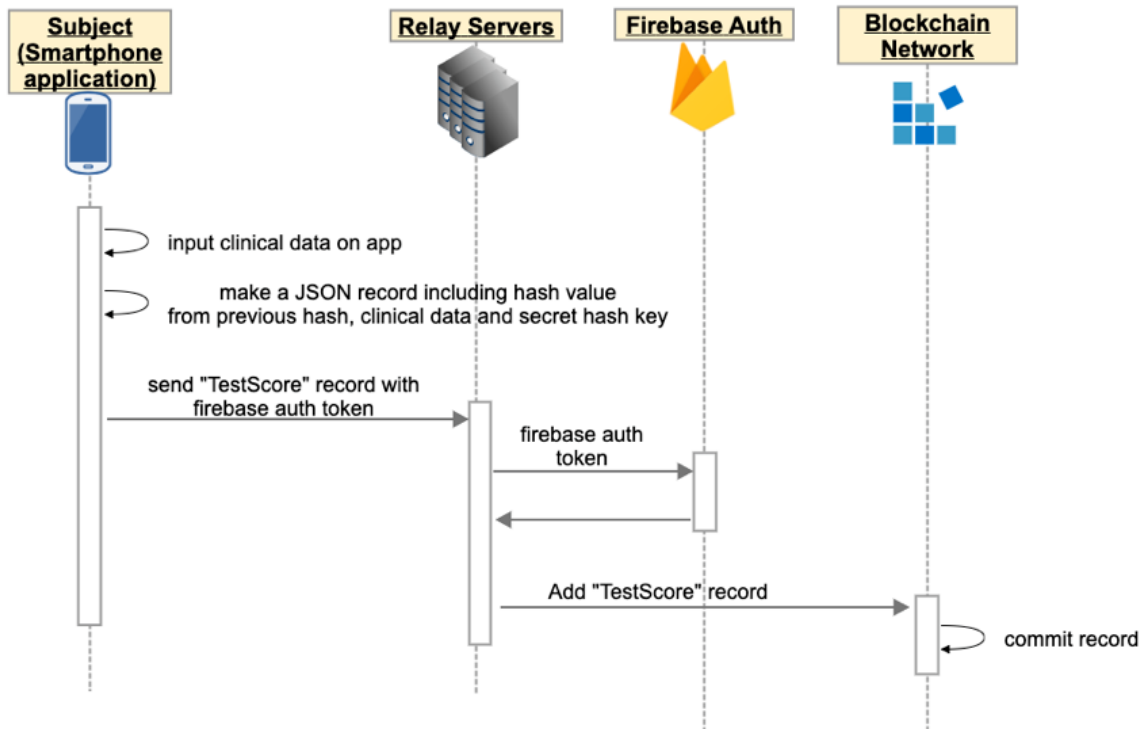 Subject
(Smartphone
application)
Relay Servers
Firebase Auth
Blockchain
Network
input clinical data on app
make a JSON record including hash value
from previous hash, clinical data and secret hash key
send "TestScore" record with
firebase auth token
firebase auth
token
Add "TestScore" record
commit record